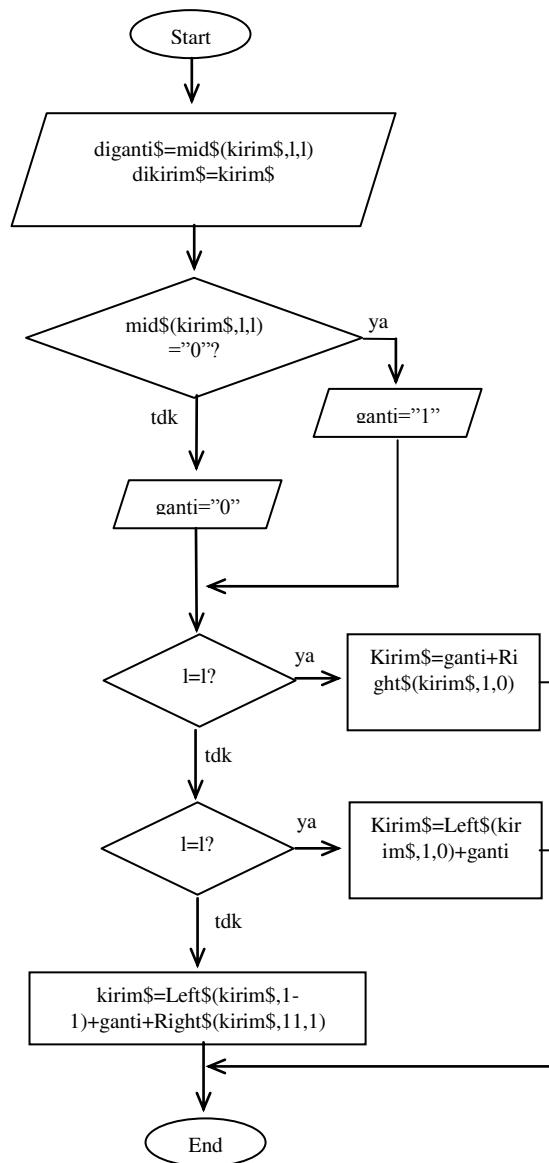 Start
diganti$=mid$(kirim$,l,l)
dikirim$=kirim$
mid$(kirim$,l,l)
=”0”?
ya
tdk
ganti=”1”
ganti=”0”
l=l?
ya
Kirim$=ganti+Ri
ght$(kirim$,1,0)
tdk
l=l?
ya
Kirim$=Left$(kir
im$,1,0)+ganti
tdk
kirim$=Left$(kirim$,1-
1)+ganti+Right$(kirim$,11,1)
End